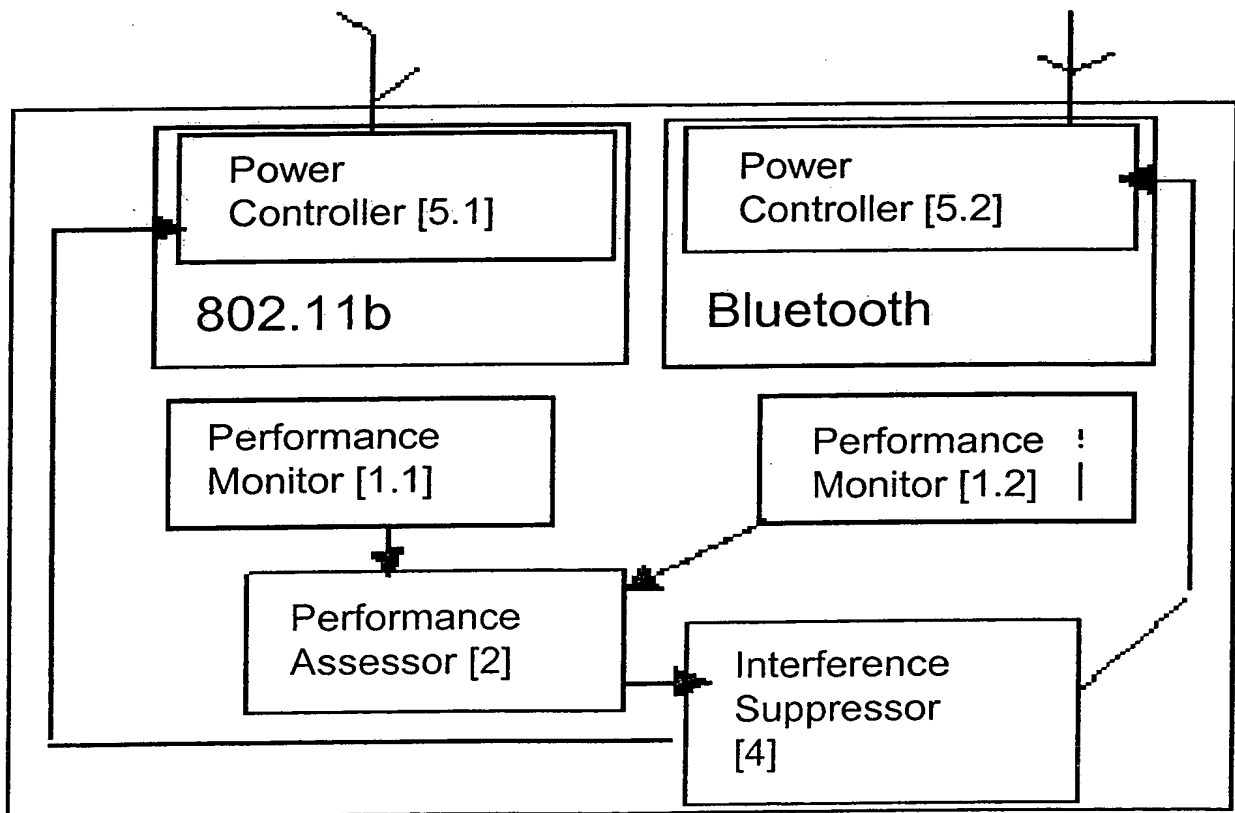 Power
Controller [5.1]
802.11b
Power
Controller [5.2]
Bluetooth
Performance
Monitor [1.1]
Performance
Monitor [1.2]
Performance
Assessor [2]
Interference
Suppressor
[4]